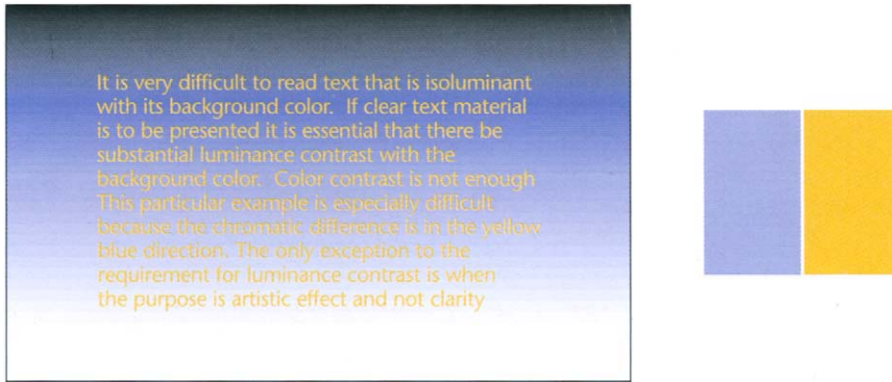 It is very difficult to read text that is isoluminant
with its background color. If clear text material
is to be presented it is essential that there be
substantial luminance contrast with the
background color. Color contrast is not enough
This particular example is especially difficult
because the chromatic difference is in the yellow
blue direction. The only exception to the
requirement for luminance contrast is when
the purpose is artistic effect and not clarity